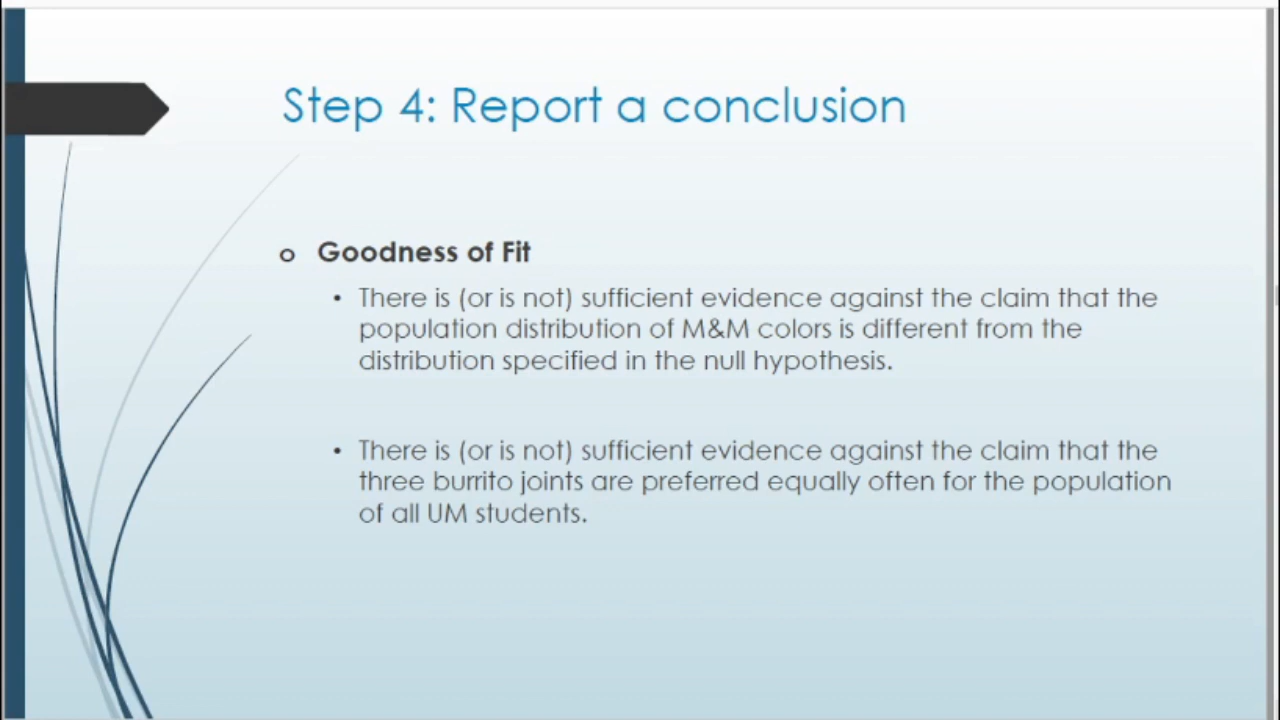 Step 4: Report a conclusion
o Goodness of Fit
• There is (or is not) sufficient evidence against the claim that the
population distribution of M&M colors is different from the
distribution specified in the null hypothesis.
• There is (or is not) sufficient evidence against the claim that the
three burrito joints are preferred equally often for the population
of all UM students.